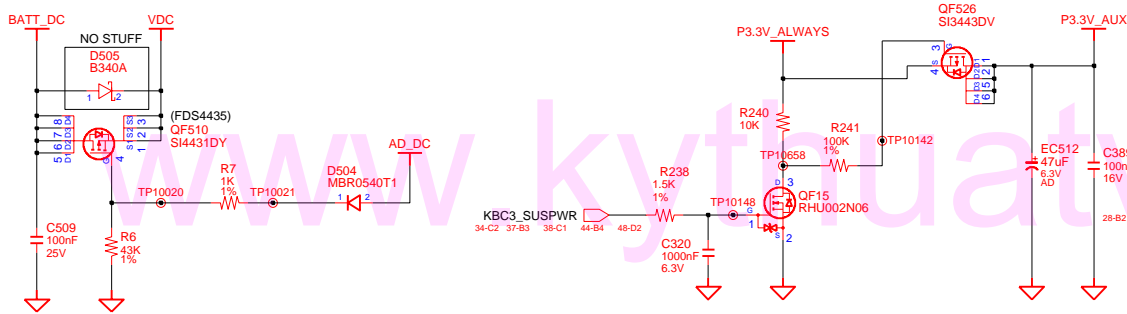 BATT_DC
VDC
NO STUFF
D505
B340A
1
2
(FDS4435)
QF510
SI4431DY
8
7
6
5
D4
D3
D2
D1
S3
S2
S1
3
2
1
G
4
TP10020
R7
1K
1%
TP10021
D504
MBR0540T1
1
2
AD_DC
C509
100nF
25V
R6
43K
1%
KBC3_SUSPWR
34-C2 37-B3 38-C1 44-B4 48-D2
R238
1.5K
1%
TP10148
C320
1000nF
6.3V
P3.3V_ALWAYS
R240
10K
TP10658
R241
100K
1%
TP10142
D
3
G
1
S
2
QF15
RHU002N06
QF526
SI3443DV
3
G
S
4
D1
D2
D3
D4
1
2
5
6
P3.3V_AUX
EC512
47uF
6.3V
AD
C389
100n
16V
28-B2
www.kythuatv